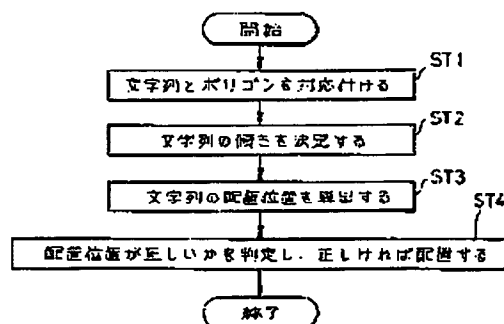 開始
ST1
文字列とポリゴンを対応付ける
ST2
文字列の傾きを決定する
ST3
文字列の配置位置を算出する
ST4
配置位置が正しいかを判定し、正しければ配置する
終了